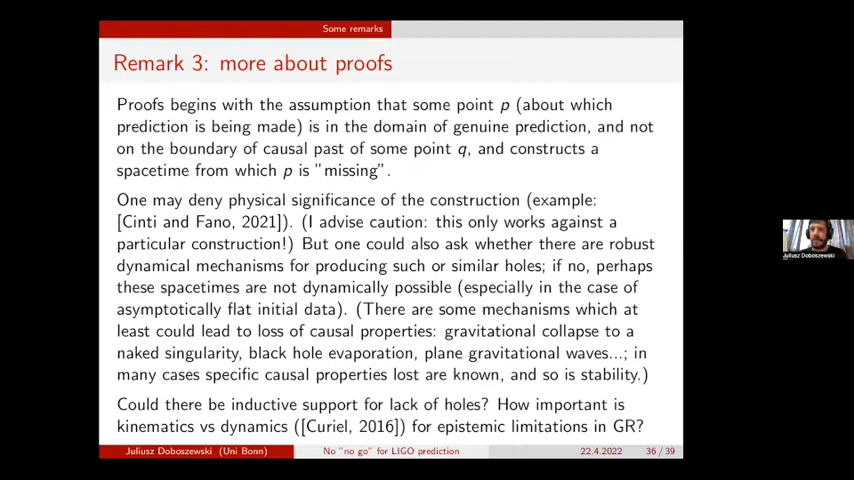 Some remarks
Remark 3: more about proofs
Proofs begins with the assumption that some point p (about which
prediction is being made) is in the domain of genuine prediction, and not
on the boundary of causal past of some point q, and constructs a
spacetime from which p is "missing".
One may deny physical significance of the construction (example:
[Cinti and Fano, 2021]). (I advise caution: this only works against a
particular construction!) But one could also ask whether there are robust
dynamical mechanisms for producing such or similar holes; if no, perhaps
these spacetimes are not dynamically possible (especially in the case of
asymptotically flat initial data). (There are some mechanisms which at
least could lead to loss of causal properties: gravitational collapse to a
naked singularity, black hole evaporation, plane gravitational waves...; in
many cases specific causal properties lost are known, and so is stability.)
Could there be inductive support for lack of holes? How important is
kinematics vs dynamics ([Curiel, 2016]) for epistemic limitations in GR?
Juliusz Doboszewski (Uni Bonn)
No "no go" for LIGO prediction
22.4.2022
36 / 39
Juliusz Doboszewski